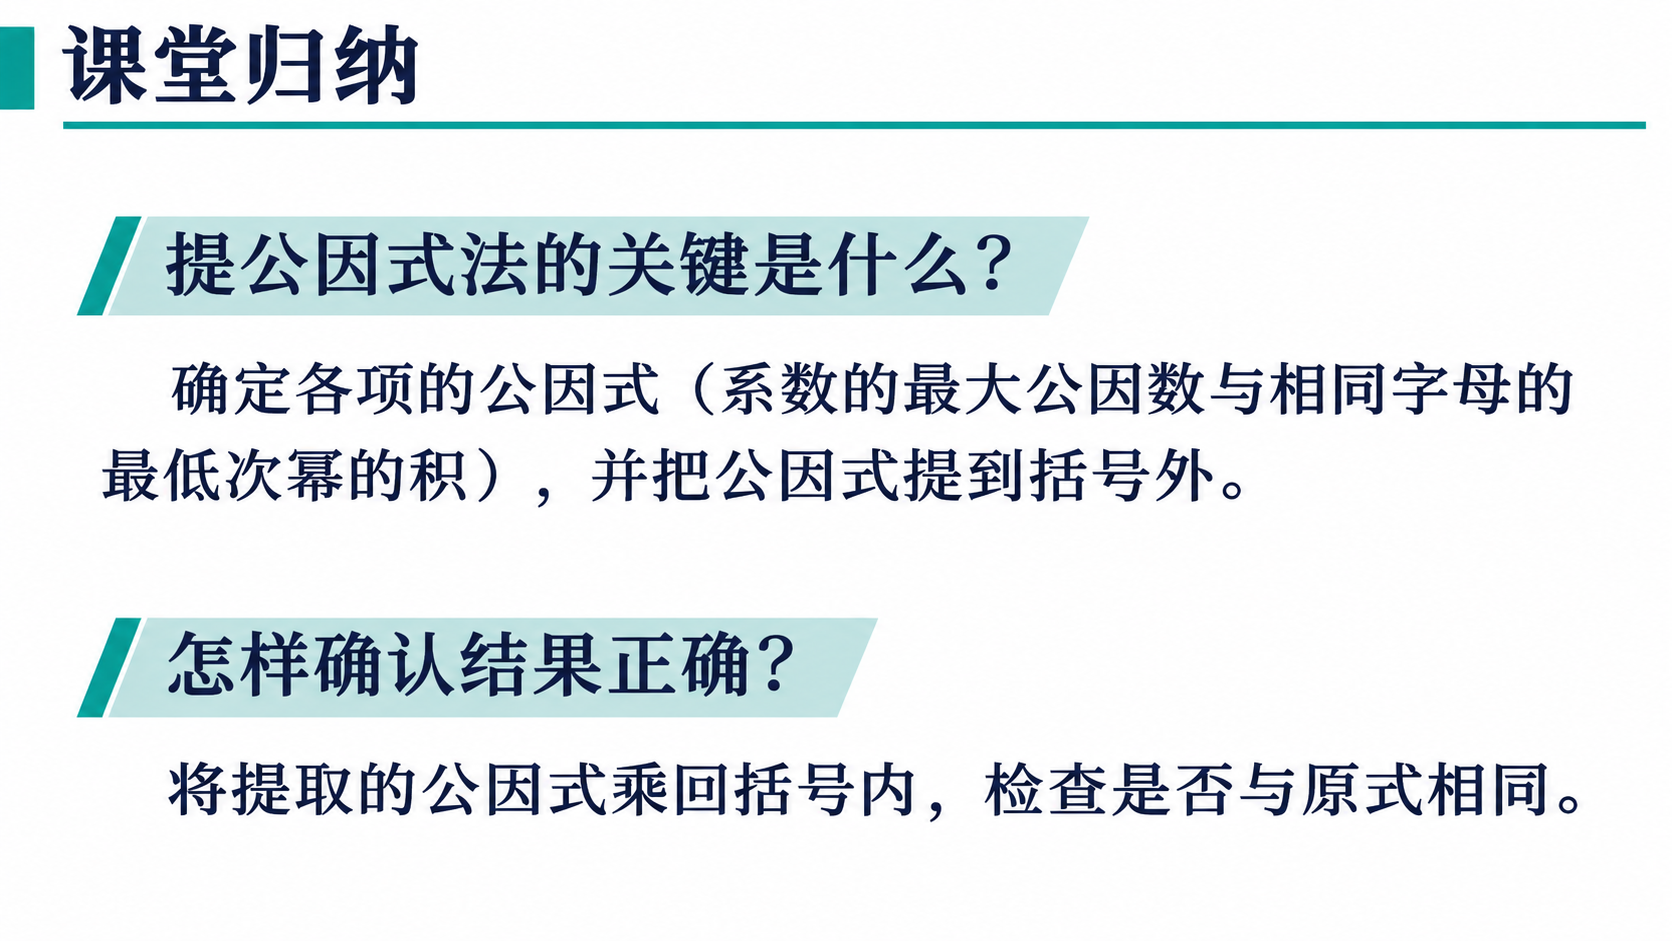 课堂归纳
提公因式法的关键是什么？
确定各项的公因式（系数的最大公因数与相同字母的
最低次幂的积），并把公因式提到括号外。
怎样确认结果正确？
将提取的公因式乘回括号内，检查是否与原式相同。